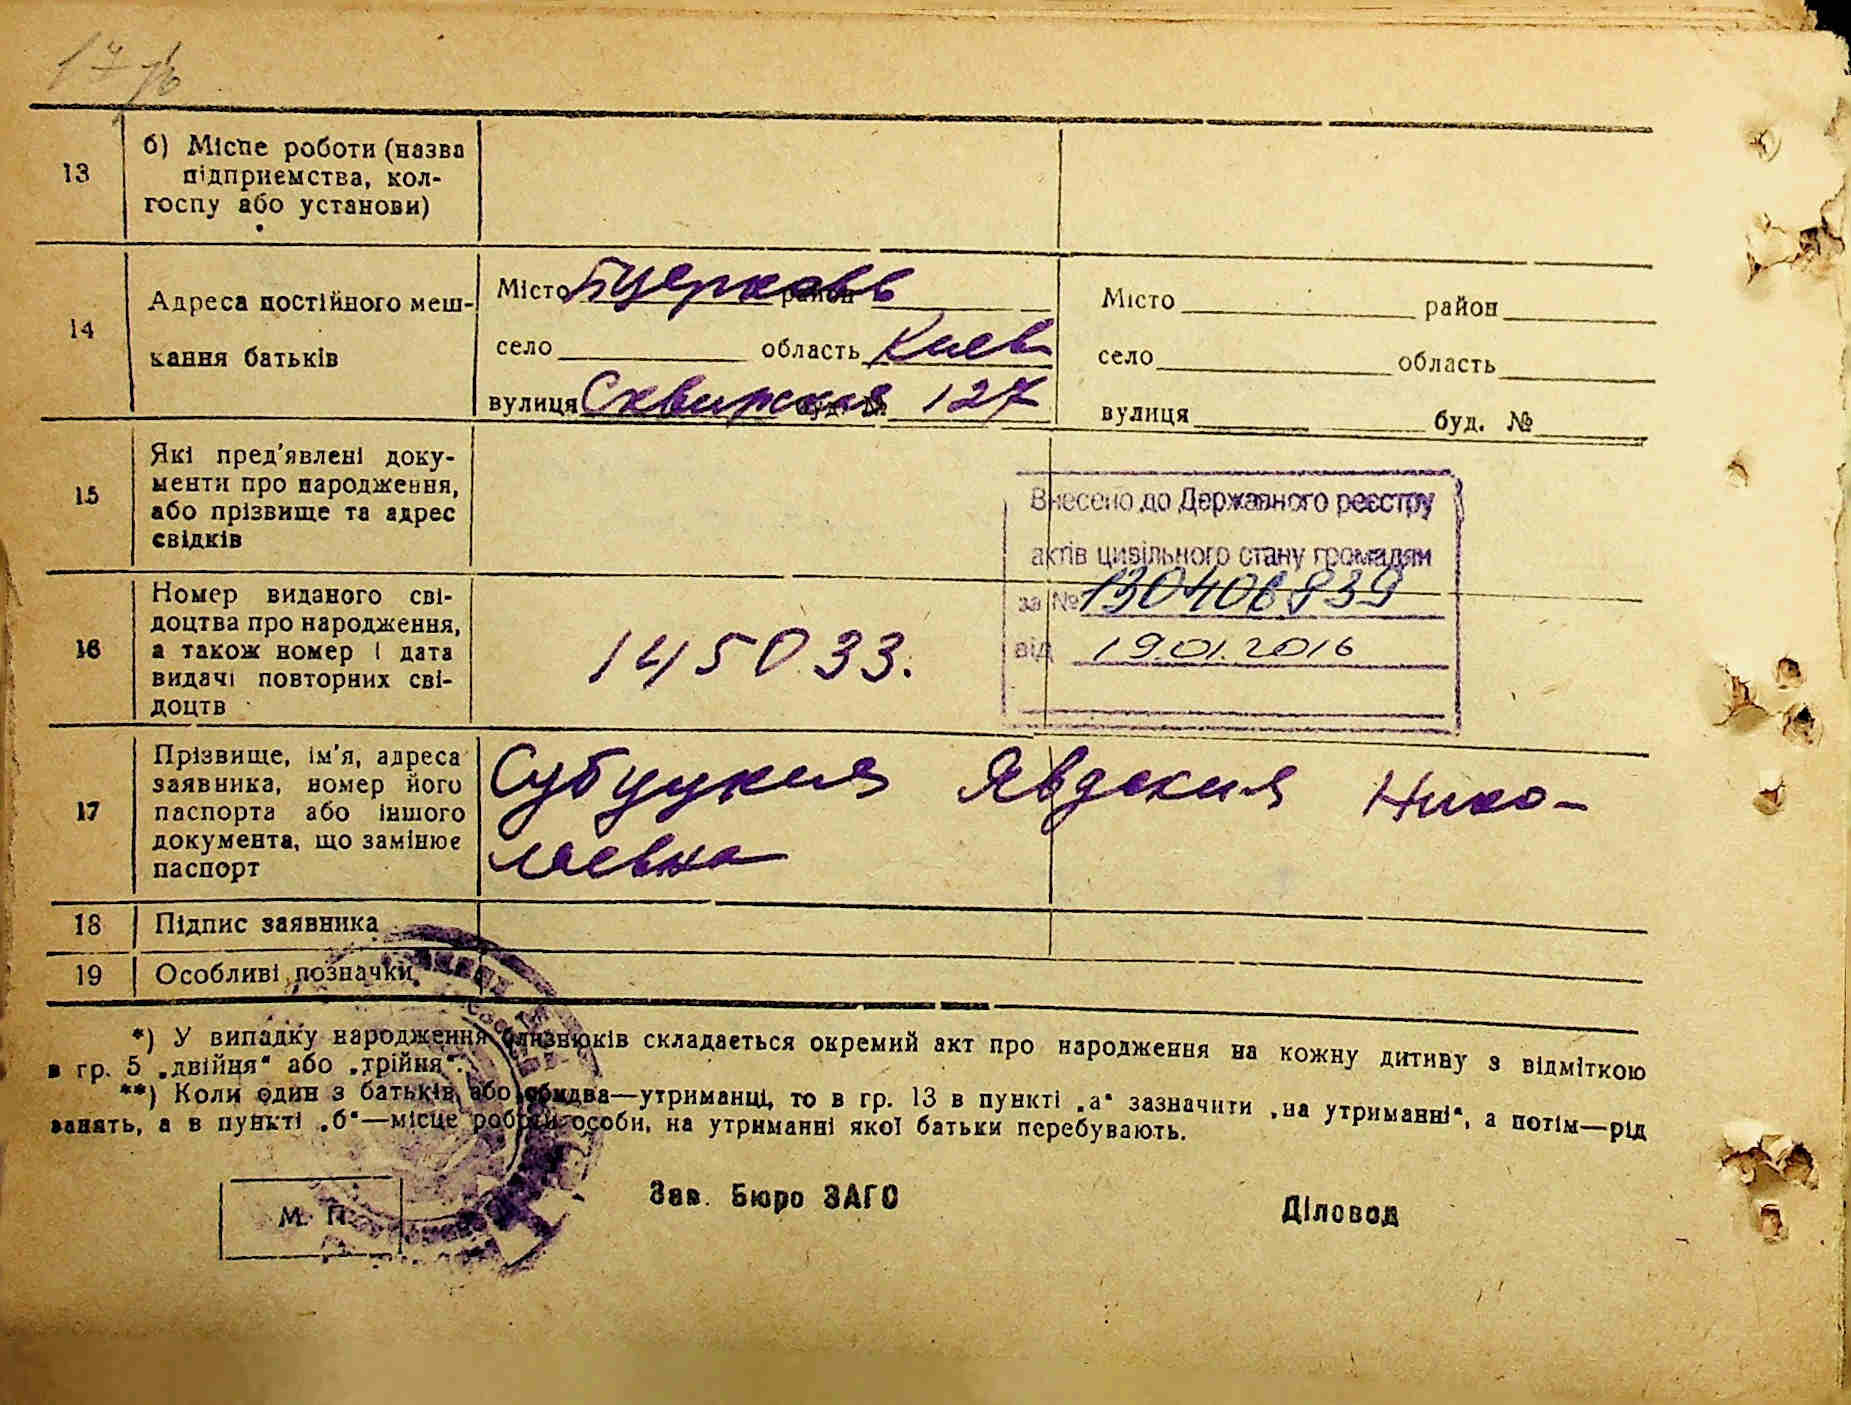 13
б) Місце роботи (назва
підприемства, кол-
госпу або установи)
14
Адреса постійного меш-
кання батьків
Місто Бцерковь район
село область Киев
вулиця Сквирская буд. № 127
Місто район
село область
вулиця буд. №
15
Які пред'явлені доку-
менти про народження,
або прізвище та адрес
свідків
Внесено до Державного реєстру
актів цивільного стану громадян
за № 130406839
від 19.01.2016
16
Номер виданого сві-
доцтва про народження,
а також номер і дата
видачі повторних сві-
доцтв
145033.
17
Прізвище, ім'я, адреса
заявника, номер його
паспорта або іншого
документа, що замінює
паспорт
Субуцкия Явдокия Нико-
лаевна
18 Підпис заявника
19 Особливі позначки
*) У випадку народження близнюків складається окремий акт про народження на кожну дитину з відміткою
в гр. 5 „двійня“ або „трійня“.
**) Коли один з батьків або обидва—утриманці, то в гр. 13 в пункті „а“ зазначити „на утриманні“, а потім—рід
занять, а в пункті „б“—місце роботи особи, на утриманні якої батьки перебувають.
М. П.
Зав. Бюро ЗАГС
Діловод